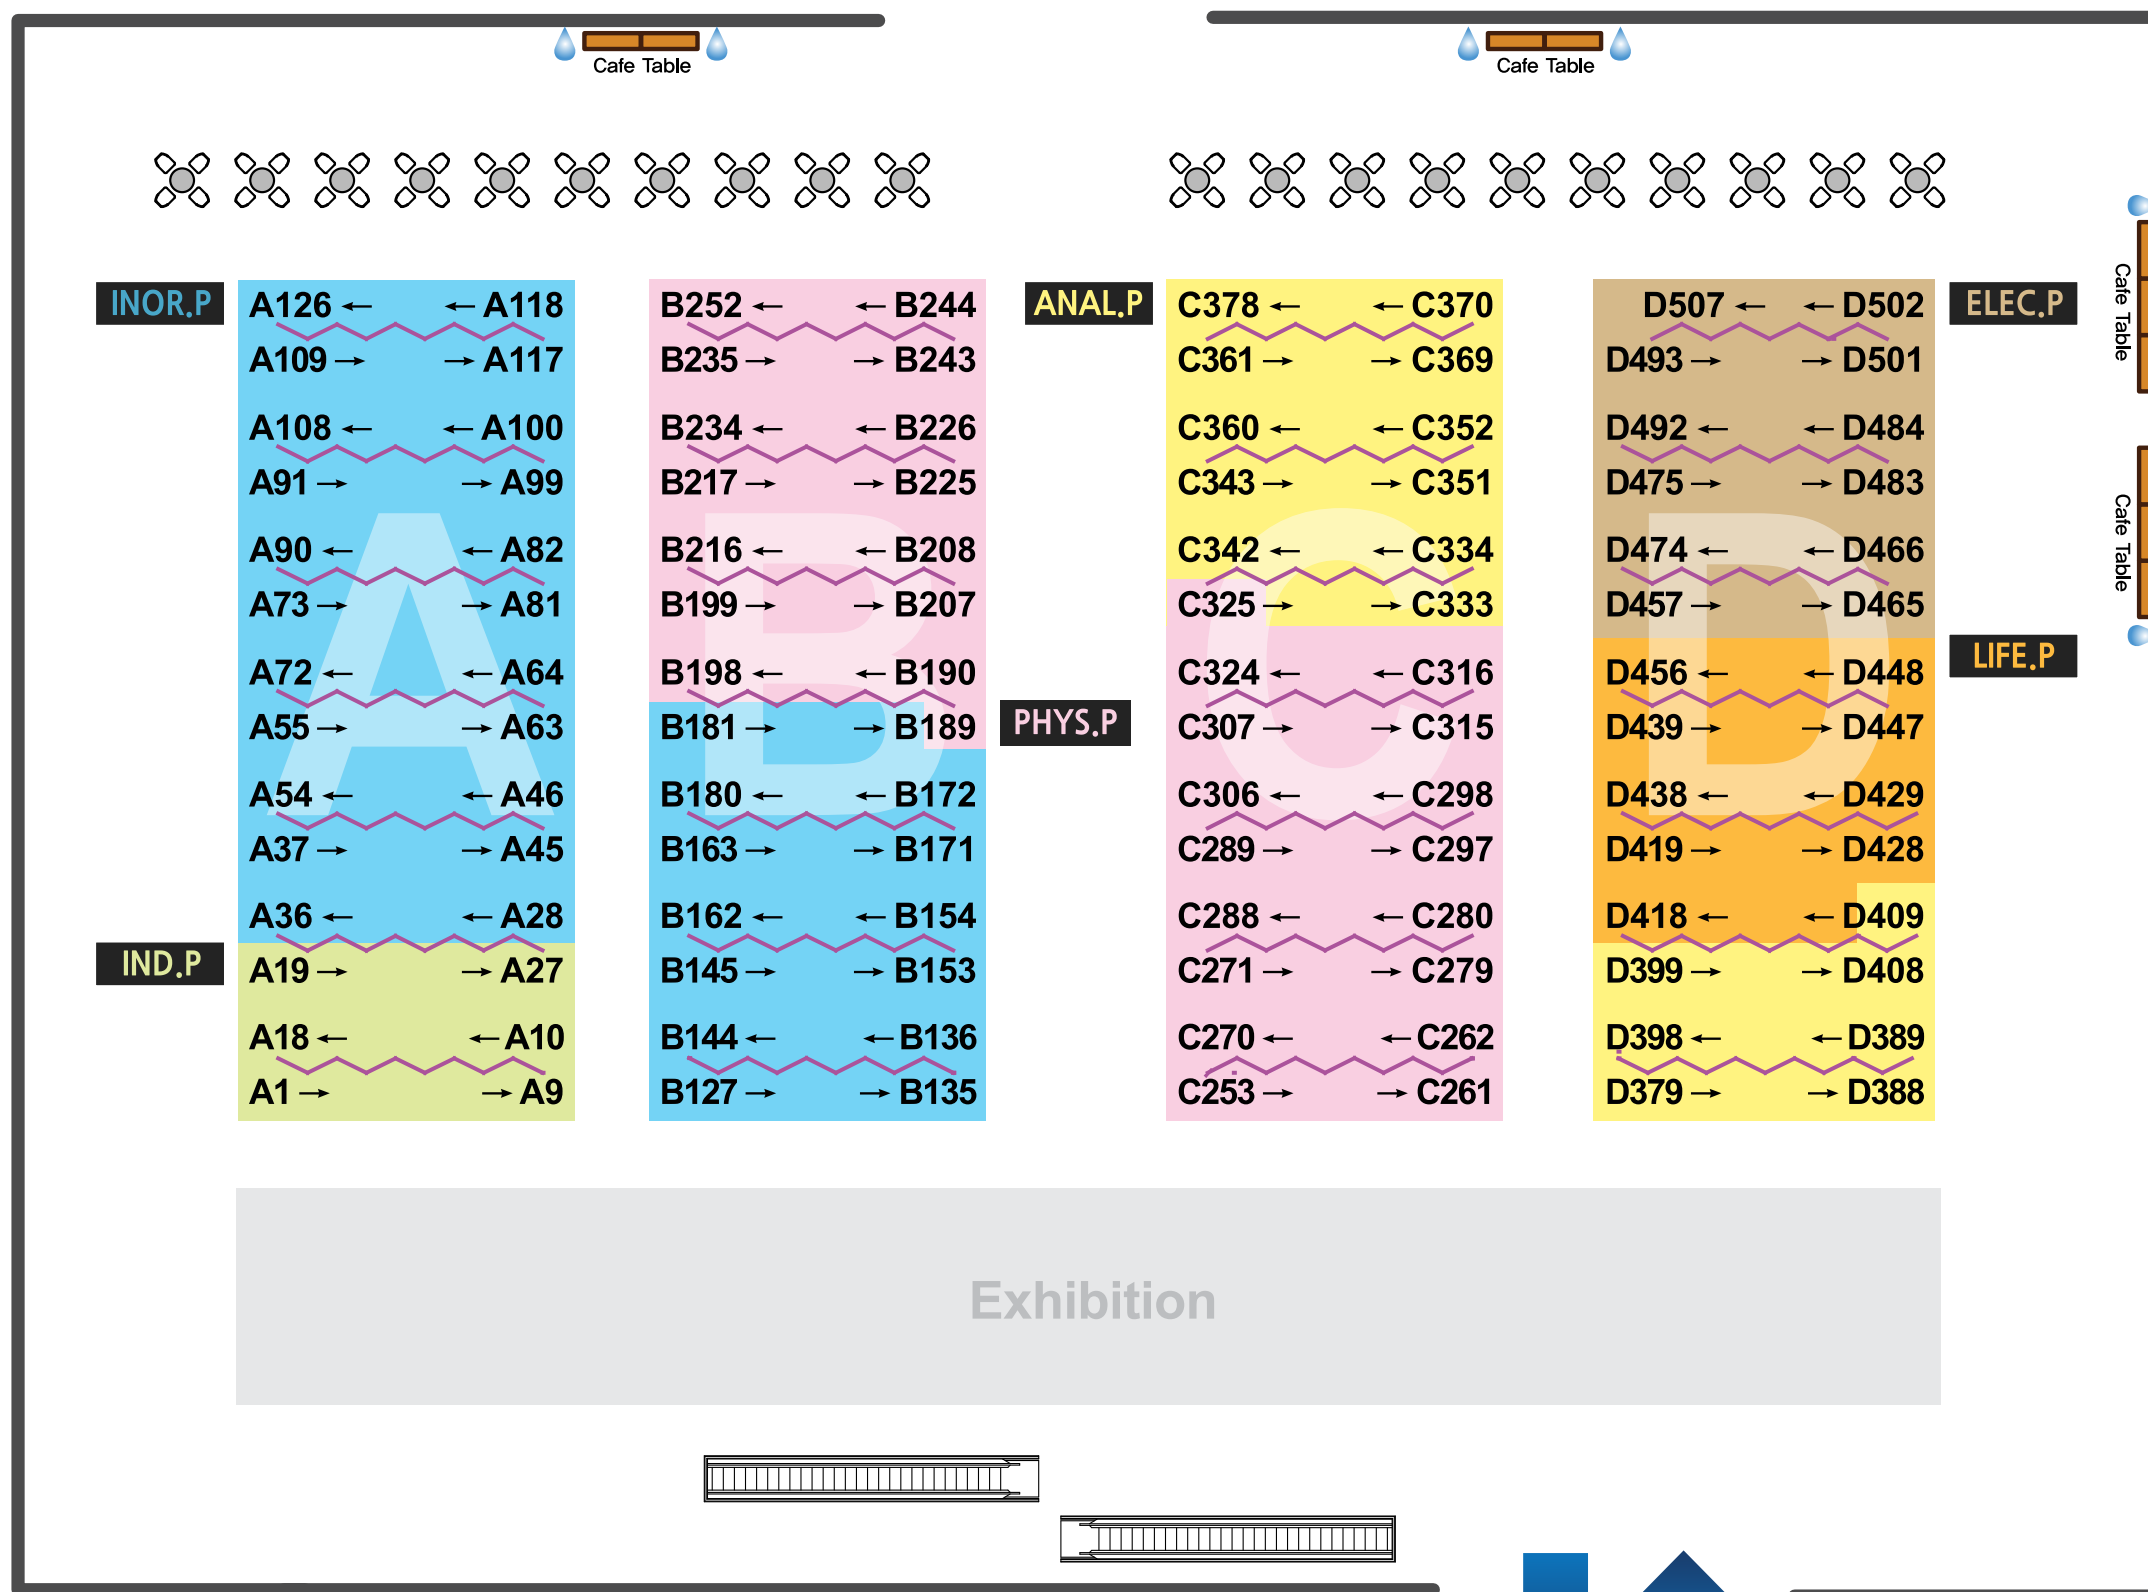 Cafe Table
Cafe Table
Cafe Table
Cafe Table
INOR.P
A126 ← ← A118
A109 → → A117
A108 ← ← A100
A91 → → A99
A90 ← ← A82
A73 → → A81
A72 ← ← A64
A55 → → A63
A54 ← ← A46
A37 → → A45
A36 ← ← A28
IND.P
A19 → → A27
A18 ← ← A10
A1 → → A9
A
B252 ← ← B244
B235 → → B243
B234 ← ← B226
B217 → → B225
B216 ← ← B208
B199 → → B207
B198 ← ← B190
B181 → → B189
PHYS.P
B180 ← ← B172
B163 → → B171
B162 ← ← B154
B145 → → B153
B144 ← ← B136
B127 → → B135
B
ANAL.P
C378 ← ← C370
C361 → → C369
C360 ← ← C352
C343 → → C351
C342 ← ← C334
C325 → → C333
C324 ← ← C316
C307 → → C315
C306 ← ← C298
C289 → → C297
C288 ← ← C280
C271 → → C279
C270 ← ← C262
C253 → → C261
C
D507 ← ← D502
ELEC.P
D493 → → D501
D492 ← ← D484
D475 → → D483
D474 ← ← D466
D457 → → D465
LIFE.P
D456 ← ← D448
D439 → → D447
D438 ← ← D429
D419 → → D428
D418 ← ← D409
D399 → → D408
D398 ← ← D389
D379 → → D388
D
Exhibition